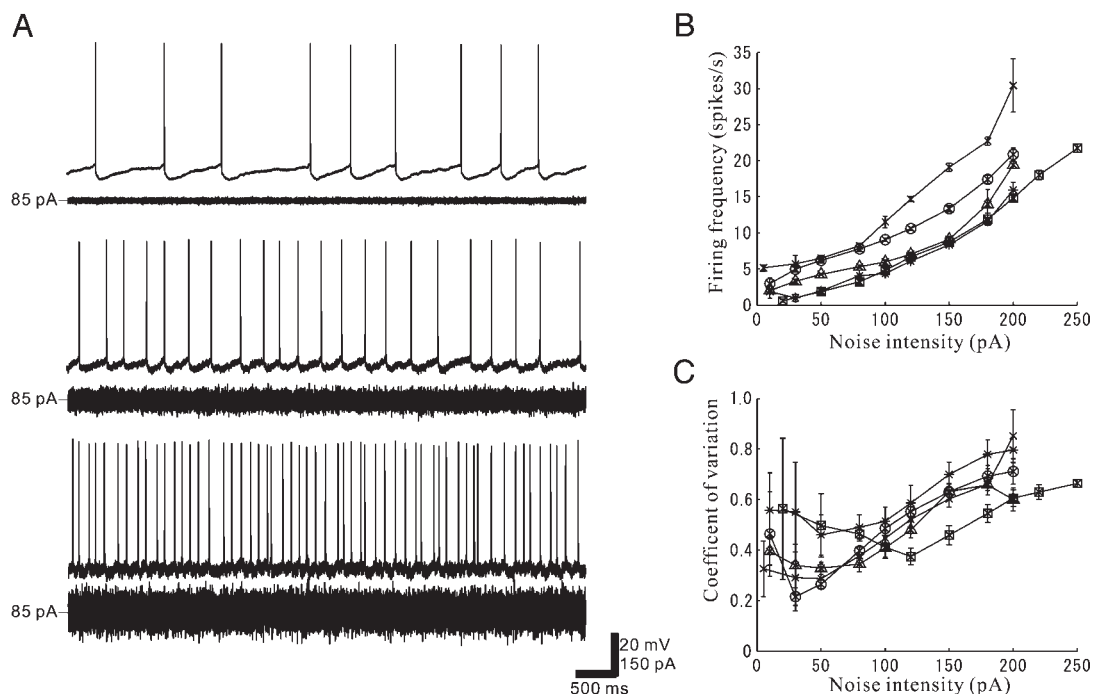 A
85 pA
85 pA
85 pA
20 mV
150 pA
500 ms
B
Firing frequency (spikes/s)
35
30
25
20
15
10
5
0
0 50 100 150 200 250
Noise intensity (pA)
C
Coefficent of variation
1.0
0.8
0.6
0.4
0.2
0 50 100 150 200 250
Noise intensity (pA)